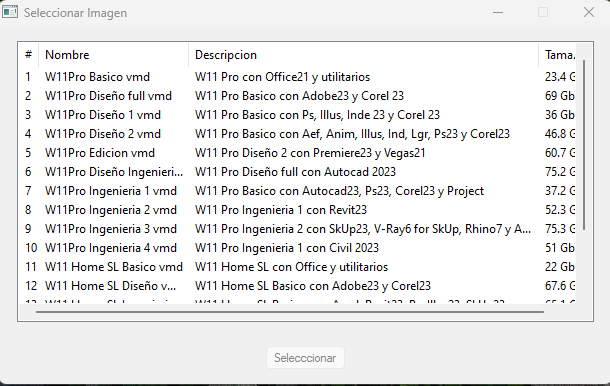 Seleccionar Imagen
# Nombre Descripcion Tama...
1 W11Pro Basico vmd W11 Pro con Office21 y utilitarios 23.4 G
2 W11Pro Diseño full vmd W11 Pro Basico con Adobe23 y Corel 23 69 Gb
3 W11Pro Diseño 1 vmd W11 Pro Basico con Ps, Illus, Inde 23 y Corel 23 36 Gb
4 W11Pro Diseño 2 vmd W11 Pro Basico con Aef, Anim, Illus, Ind, Lgr, Ps23 y Corel23 46.8 G
5 W11Pro Edicion vmd W11 Pro Diseño 2 con Premiere23 y Vegas21 60.7 G
6 W11Pro Diseño Ingenieri... W11 Pro Diseño full con Autocad 2023 75.2 G
7 W11Pro Ingenieria 1 vmd W11 Pro Basico con Autocad23, Ps23, Corel23 y Project 37.2 G
8 W11Pro Ingenieria 2 vmd W11 Pro Ingenieria 1 con Revit23 52.3 G
9 W11Pro Ingenieria 3 vmd W11 Pro Ingenieria 2 con SkUp23, V-Ray6 for SkUp, Rhino7 y A... 75.3 G
10 W11Pro Ingenieria 4 vmd W11 Pro Ingenieria 1 con Civil 2023 51 Gb
11 W11 Home SL Basico vmd W11 Home SL con Office y utilitarios 22 Gb
12 W11 Home SL Diseño v... W11 Home SL Basico con Adobe23 y Corel23 67.6 G
Selecccionar